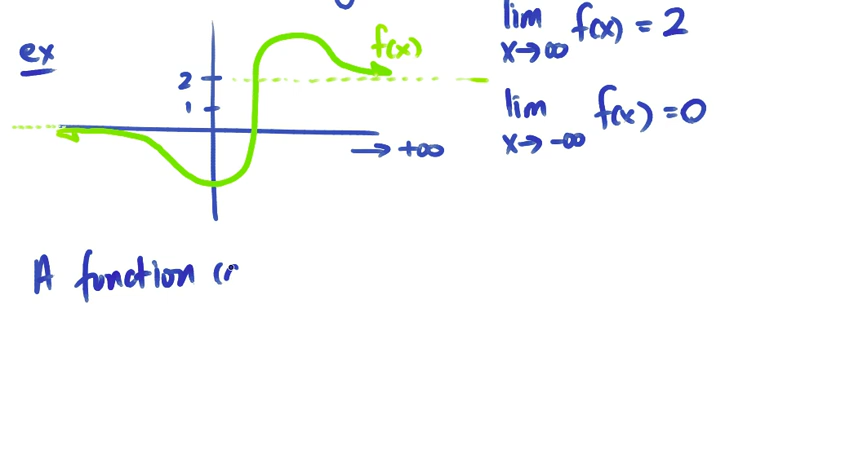 ex
f(x)
2
1
→ +∞
lim f(x) = 2
x→∞
lim f(x) = 0
x→-∞
A function